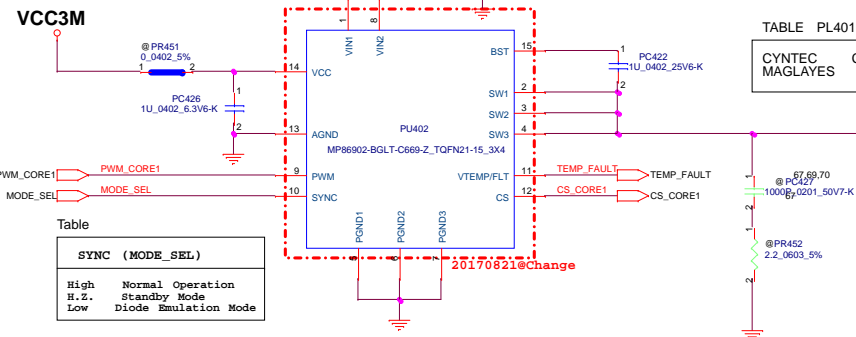 VCC3M
@ PR451
0_0402_5%
1
2
PC426
1U_0402_6.3V6-K
1
2
1
8
VIN1
VIN2
14
VCC
13
AGND
9
PWM
10
SYNC
PU402
MP86902-BGLT-C669-Z_TQFN21-15_3X4
BST
15
SW1
2
SW2
3
SW3
4
VTEMP/FLT
11
CS
12
PGND1
PGND2
PGND3
5
6
7
1
PC422
.1U_0402_25V6-K
2
TABLE PL401
CYNTEC
MAGLAYES
PWM_CORE1
PWM_CORE1
MODE_SEL
MODE_SEL
TEMP_FAULT
TEMP_FAULT
67,69,70
CS_CORE1
CS_CORE1
67
1
@ PC427
1000P_0201_50V7-K
2
1
@PR452
2.2_0603_5%
2
20170821@Change
Table
SYNC (MODE_SEL)
High Normal Operation
H.Z. Standby Mode
Low Diode Emulation Mode